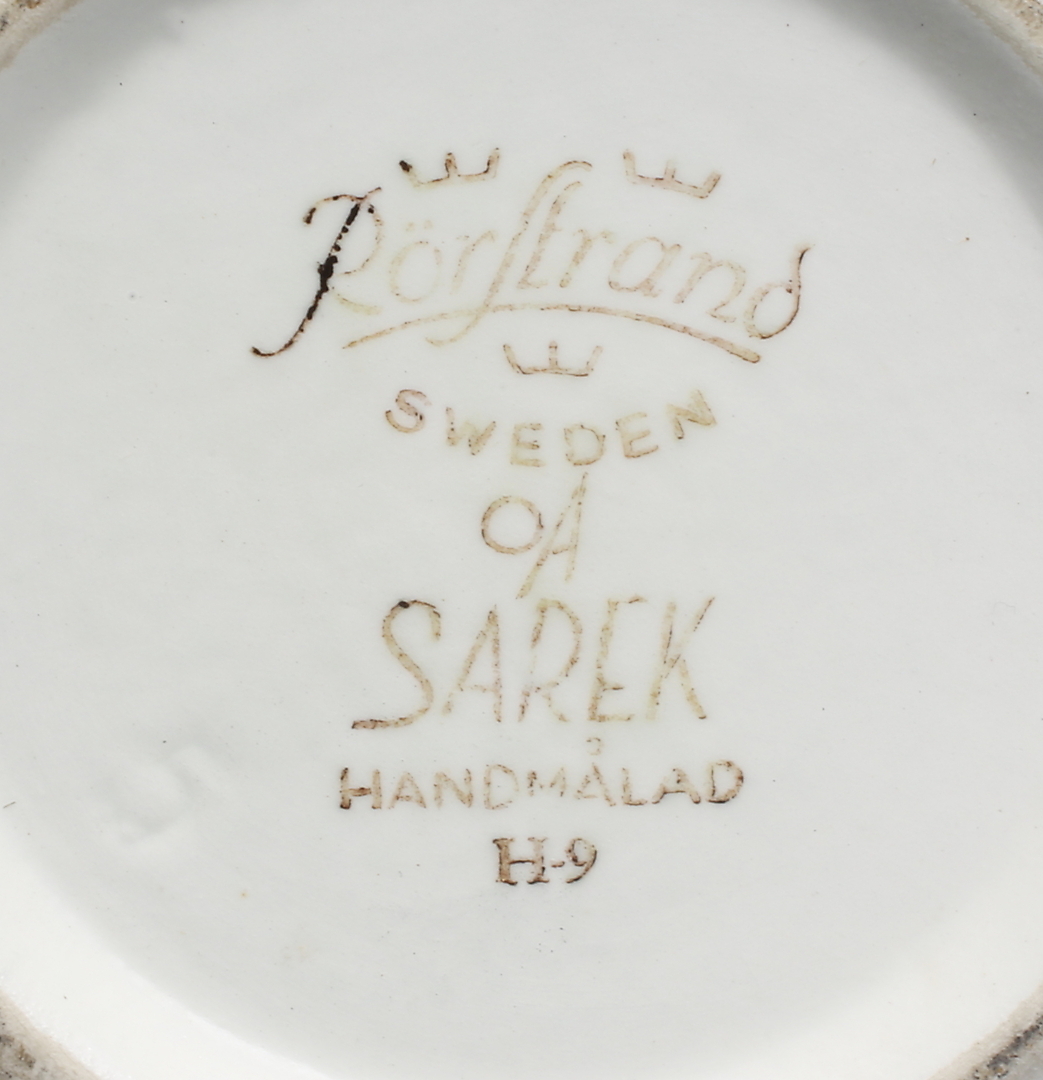 Rörstrand
SWEDEN
OA
SAREK
HANDMÅLAD
H-9